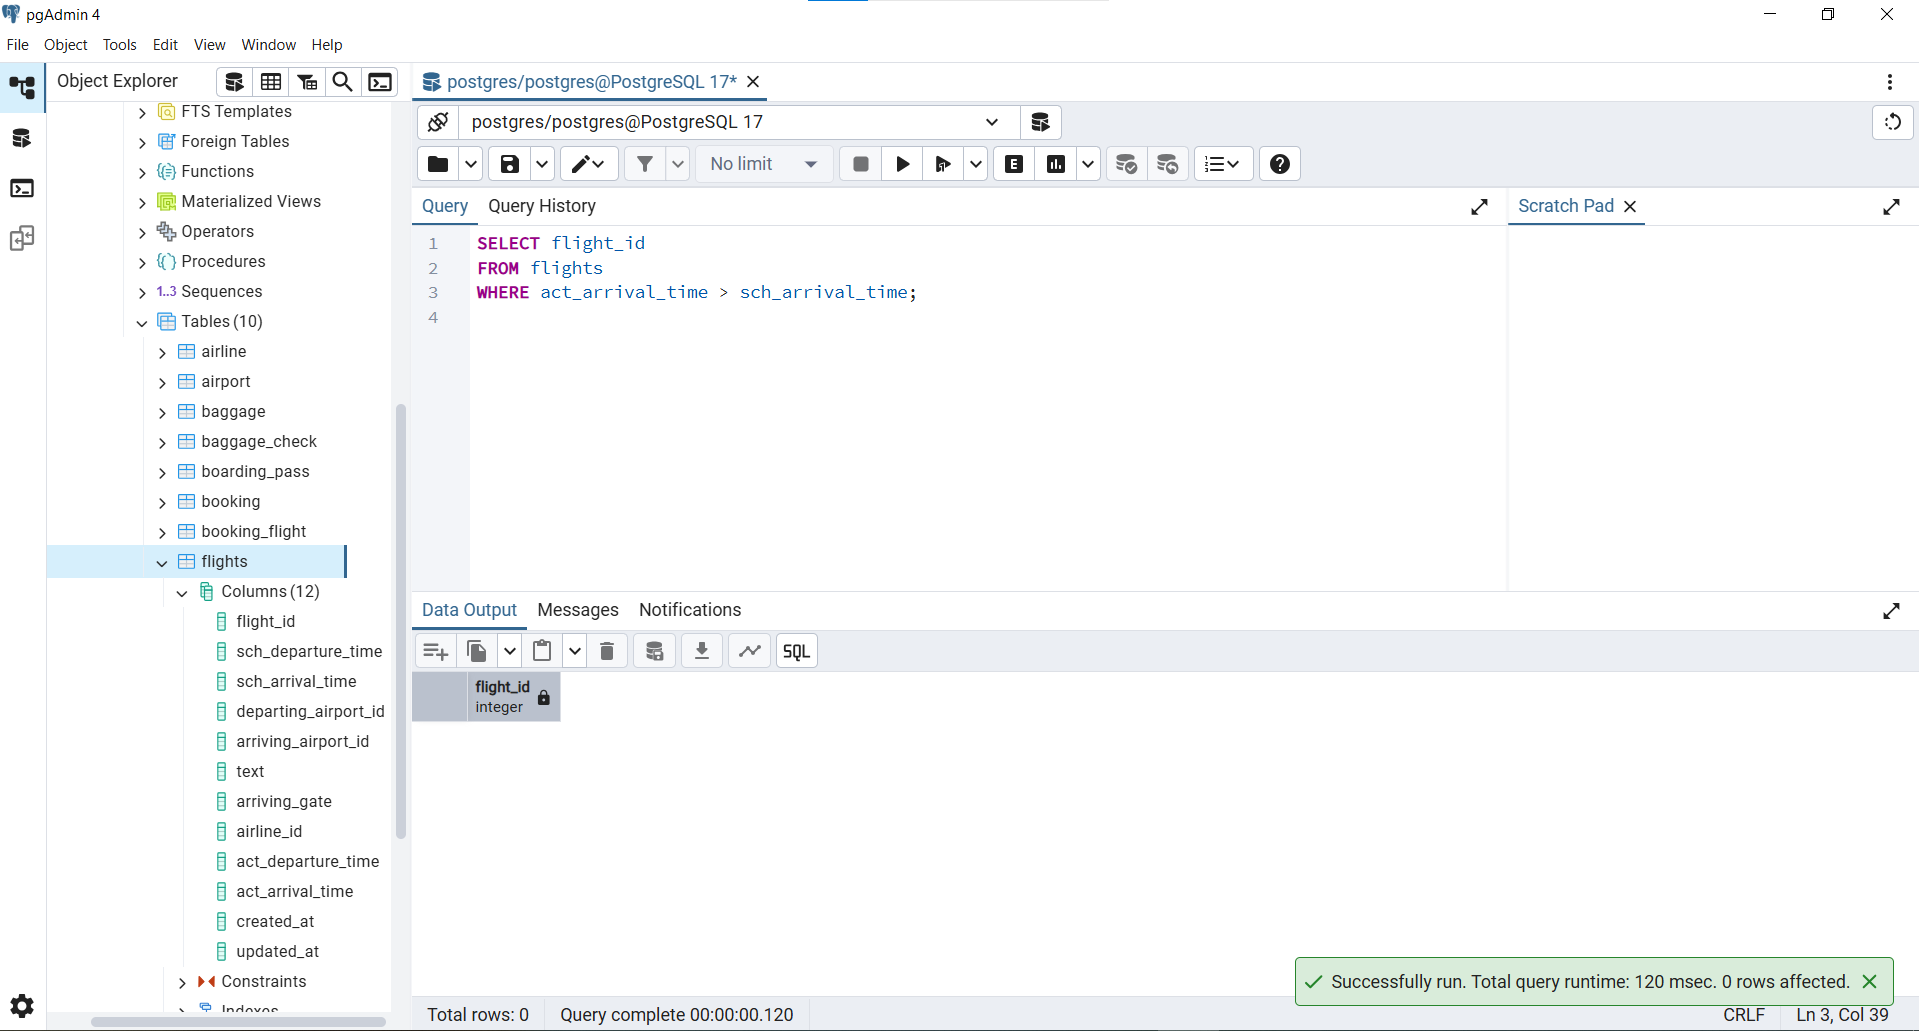 pgAdmin 4
File Object Tools Edit View Window Help
Object Explorer
FTS Templates
Foreign Tables
Functions
Materialized Views
Operators
Procedures
1..3 Sequences
Tables (10)
airline
airport
baggage
baggage_check
boarding_pass
booking
booking_flight
flights
Columns (12)
flight_id
sch_departure_time
sch_arrival_time
departing_airport_id
arriving_airport_id
text
arriving_gate
airline_id
act_departure_time
act_arrival_time
created_at
updated_at
Constraints
Indexes
postgres/postgres@PostgreSQL 17*
postgres/postgres@PostgreSQL 17
No limit
E
Query Query History
1 SELECT flight_id
2 FROM flights
3 WHERE act_arrival_time > sch_arrival_time;
4
Scratch Pad
Data Output Messages Notifications
SQL
flight_id
integer
Successfully run. Total query runtime: 120 msec. 0 rows affected.
Total rows: 0 Query complete 00:00:00.120 CRLF Ln 3, Col 39